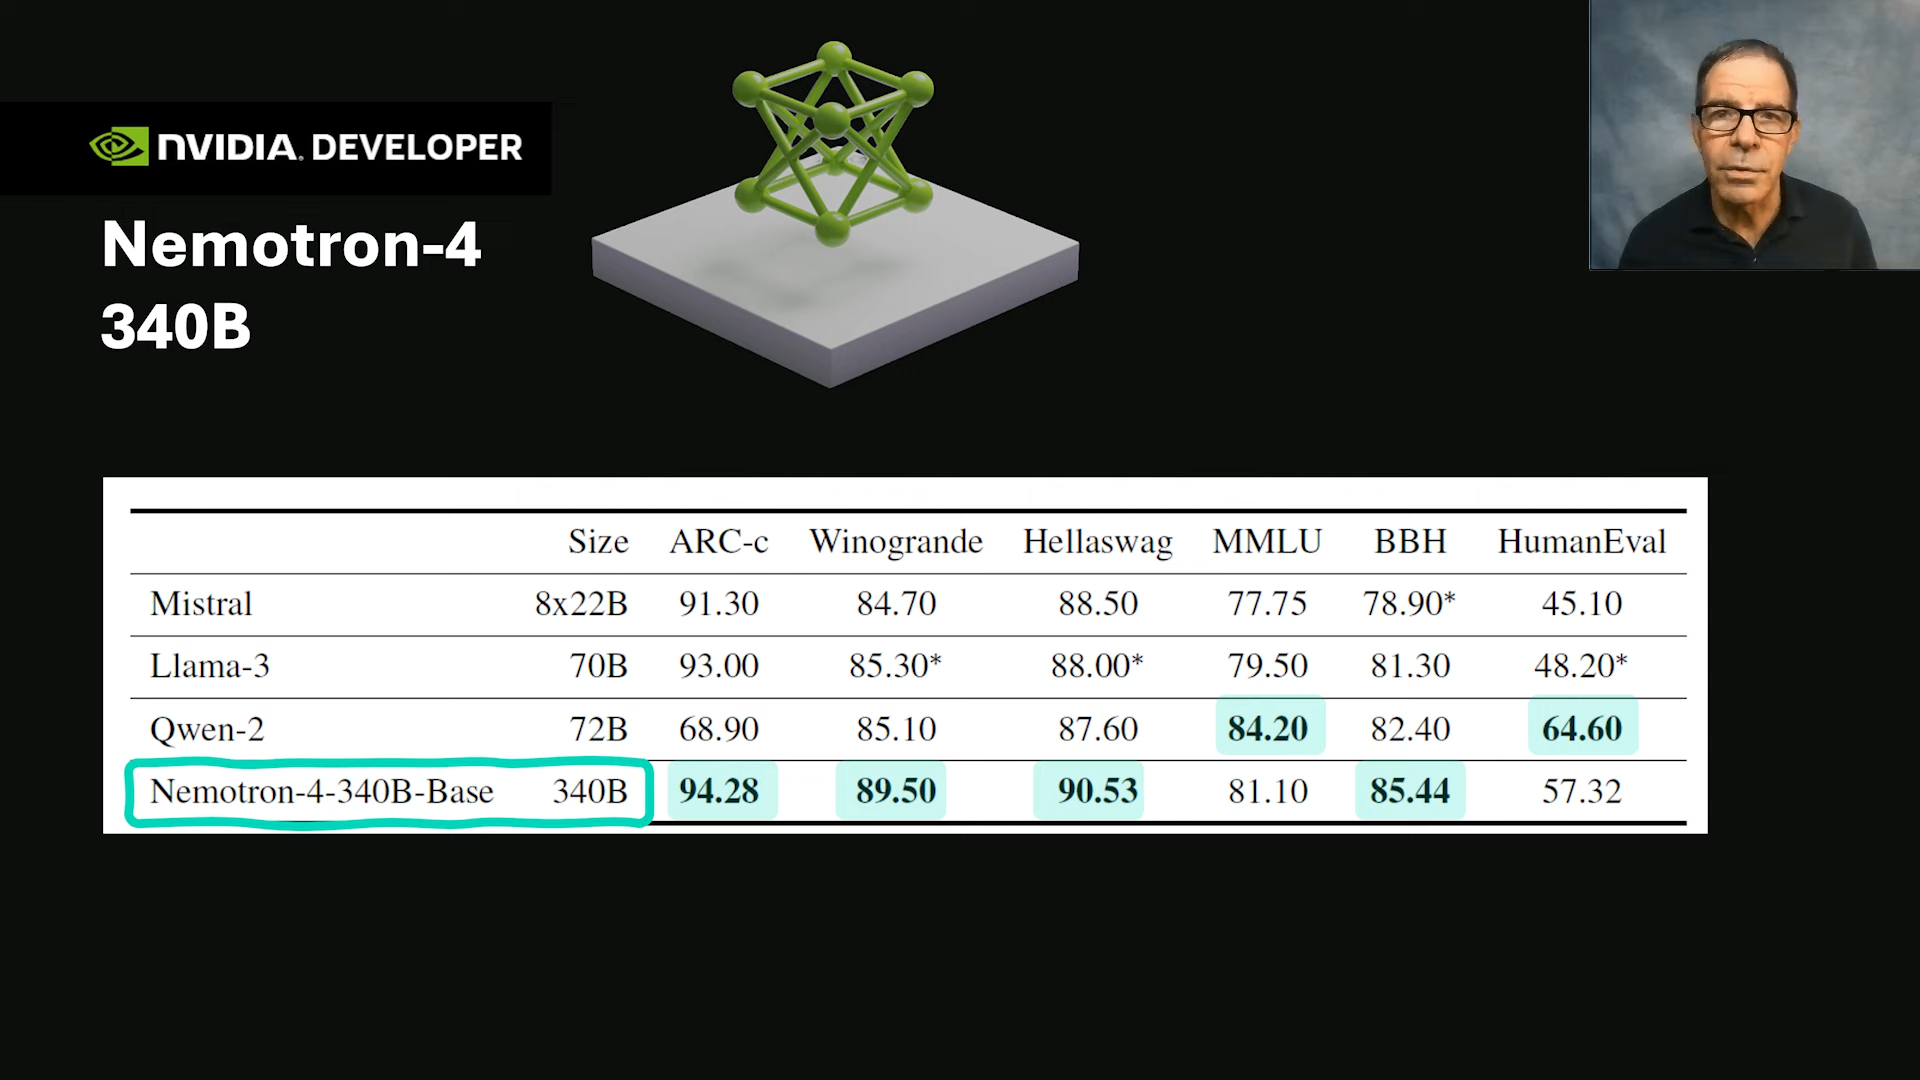 NVIDIA. DEVELOPER
Nemotron-4
340B
Size ARC-c Winogrande Hellaswag MMLU BBH HumanEval
Mistral 8x22B 91.30 84.70 88.50 77.75 78.90* 45.10
Llama-3 70B 93.00 85.30* 88.00* 79.50 81.30 48.20*
Qwen-2 72B 68.90 85.10 87.60 84.20 82.40 64.60
Nemotron-4-340B-Base 340B 94.28 89.50 90.53 81.10 85.44 57.32